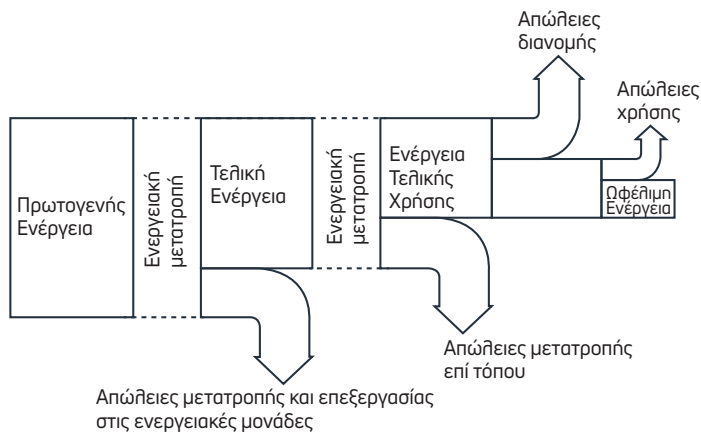 Απώλειες
διανομής
Απώλειες
χρήσης
Πρωτογενής
Ενέργεια
Ενεργειακή
μετατροπή
Τελική
Ενέργεια
Ενεργειακή
μετατροπή
Ενέργεια
Τελικής
Χρήσης
Ωφέλιμη
Ενέργεια
Απώλειες μετατροπής
επί τόπου
Απώλειες μετατροπής και επεξεργασίας
στις ενεργειακές μονάδες